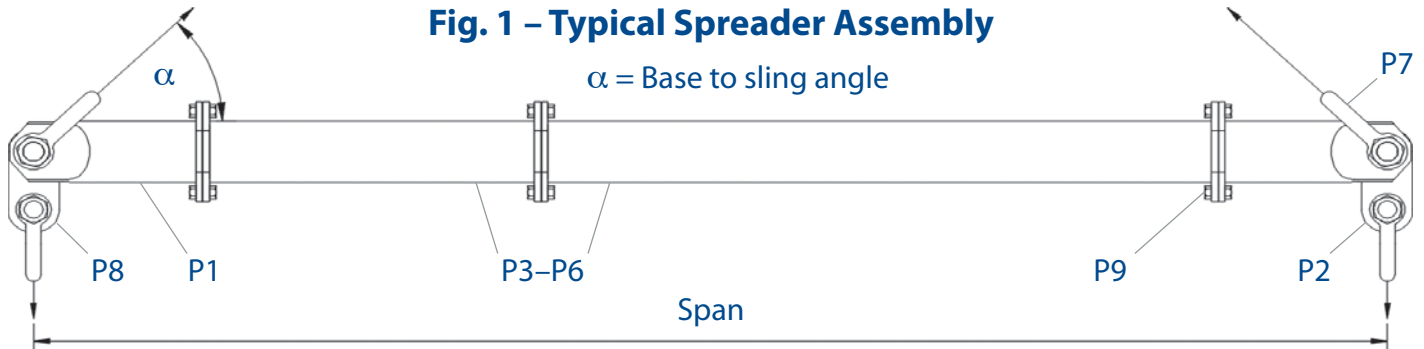 Fig. 1 – Typical Spreader Assembly
α
α = Base to sling angle
P7
P8
P1
P3–P6
P9
P2
Span